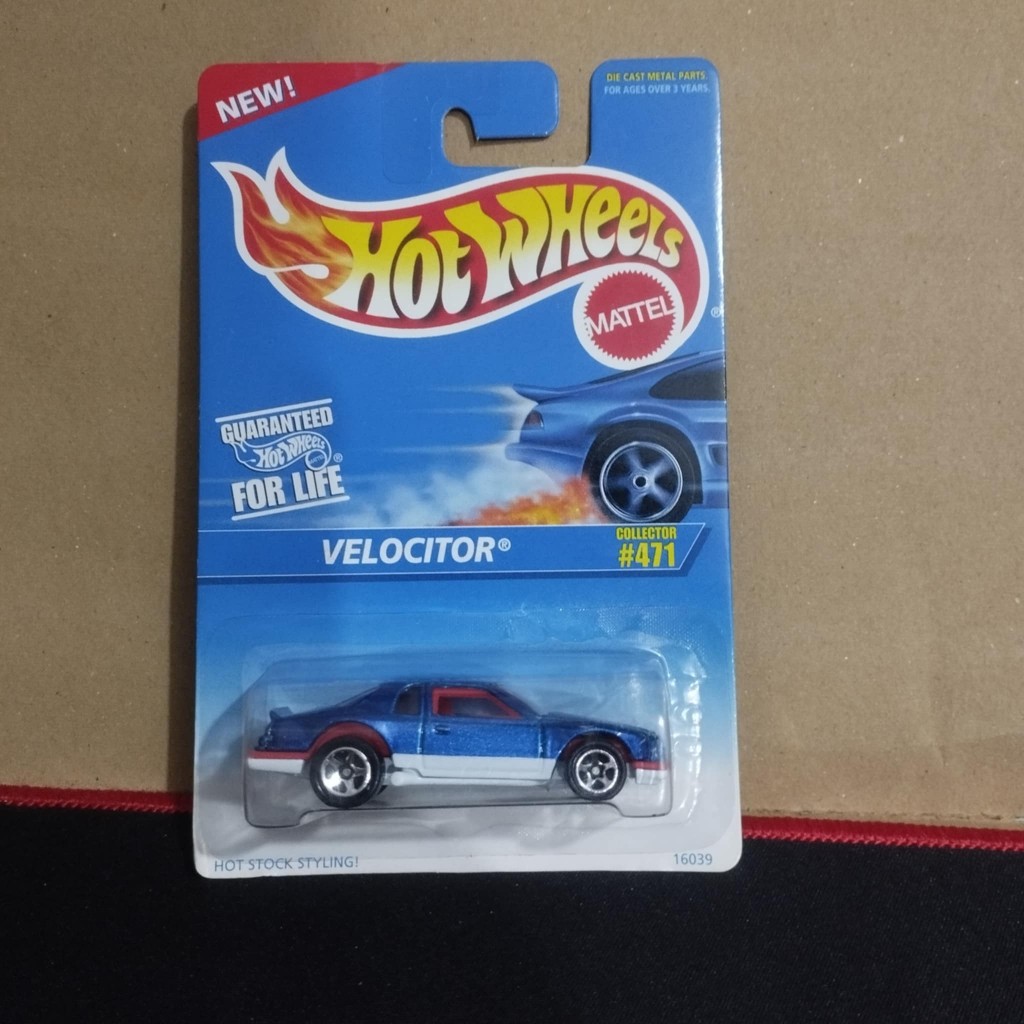 NEW!
DIE CAST METAL PARTS.
FOR AGES OVER 3 YEARS.
HOT WHEELS
MATTEL
®
GUARANTEED
HOT WHEELS ®
FOR LIFE
VELOCITOR®
COLLECTOR
#471
HOT STOCK STYLING!
16039